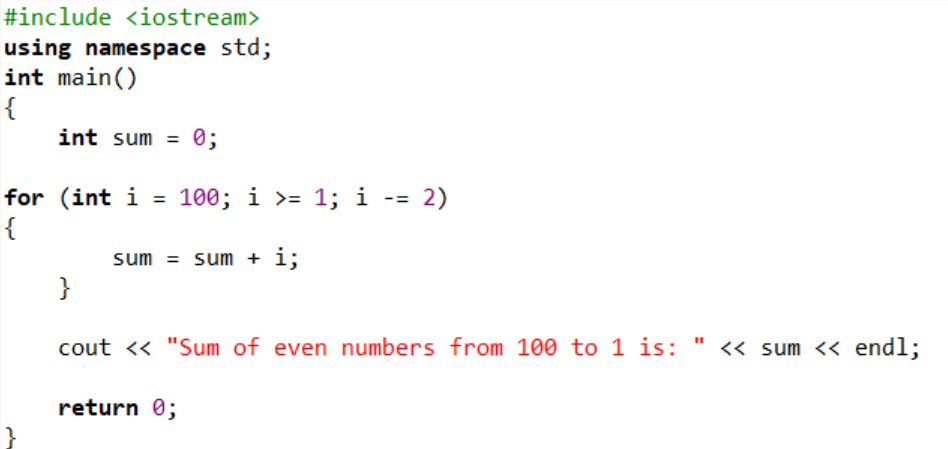 #include <iostream>
using namespace std;
int main()
{
    int sum = 0;

for (int i = 100; i >= 1; i -= 2)
{
        sum = sum + i;
    }

    cout << "Sum of even numbers from 100 to 1 is: " << sum << endl;

    return 0;
}